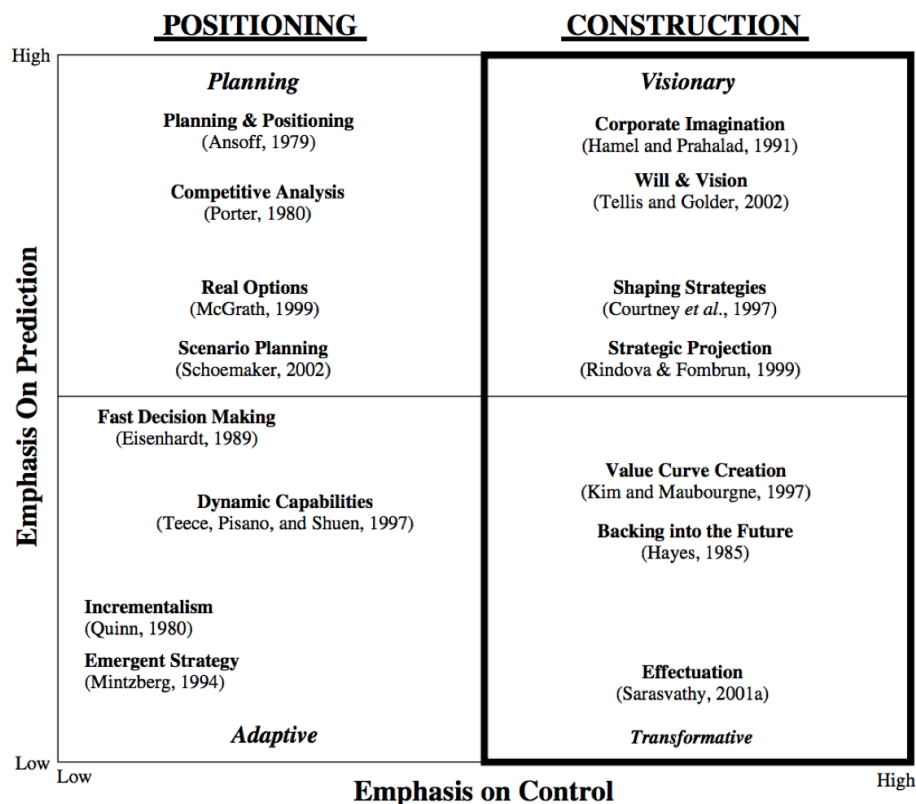 POSITIONING
CONSTRUCTION
High
Planning
Planning & Positioning
(Ansoff, 1979)
Competitive Analysis
(Porter, 1980)
Real Options
(McGrath, 1999)
Scenario Planning
(Schoemaker, 2002)
Visionary
Corporate Imagination
(Hamel and Prahalad, 1991)
Will & Vision
(Tellis and Golder, 2002)
Shaping Strategies
(Courtney et al., 1997)
Strategic Projection
(Rindova & Fombrun, 1999)
Emphasis On Prediction
Fast Decision Making
(Eisenhardt, 1989)
Dynamic Capabilities
(Teece, Pisano, and Shuen, 1997)
Incrementalism
(Quinn, 1980)
Emergent Strategy
(Mintzberg, 1994)
Adaptive
Value Curve Creation
(Kim and Maubourgne, 1997)
Backing into the Future
(Hayes, 1985)
Effectuation
(Sarasvathy, 2001a)
Transformative
Low
Low
High
Emphasis on Control